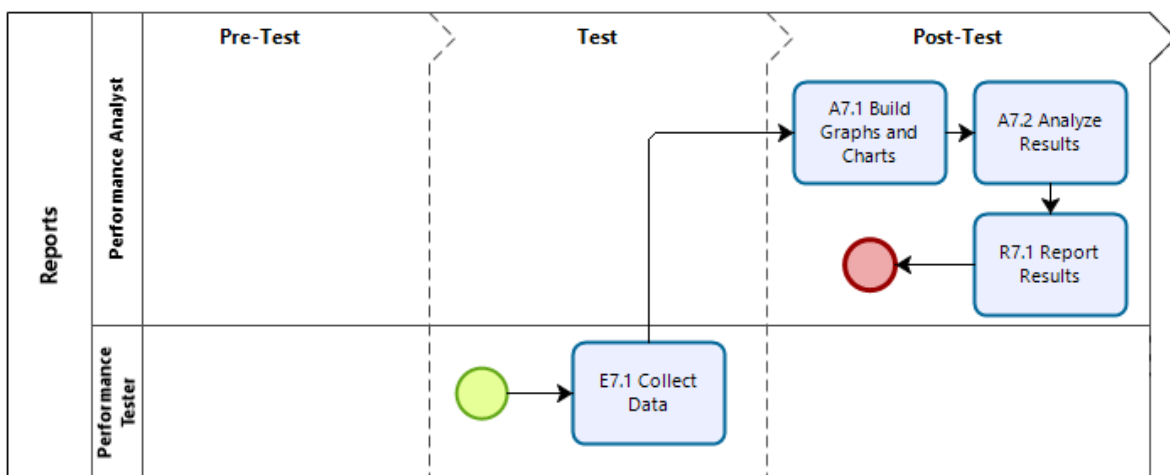 Pre-Test
Test
Post-Test
Reports
Performance Analyst
A7.1 Build
Graphs and
Charts
A7.2 Analyze
Results
R7.1 Report
Results
Performance
Tester
E7.1 Collect
Data